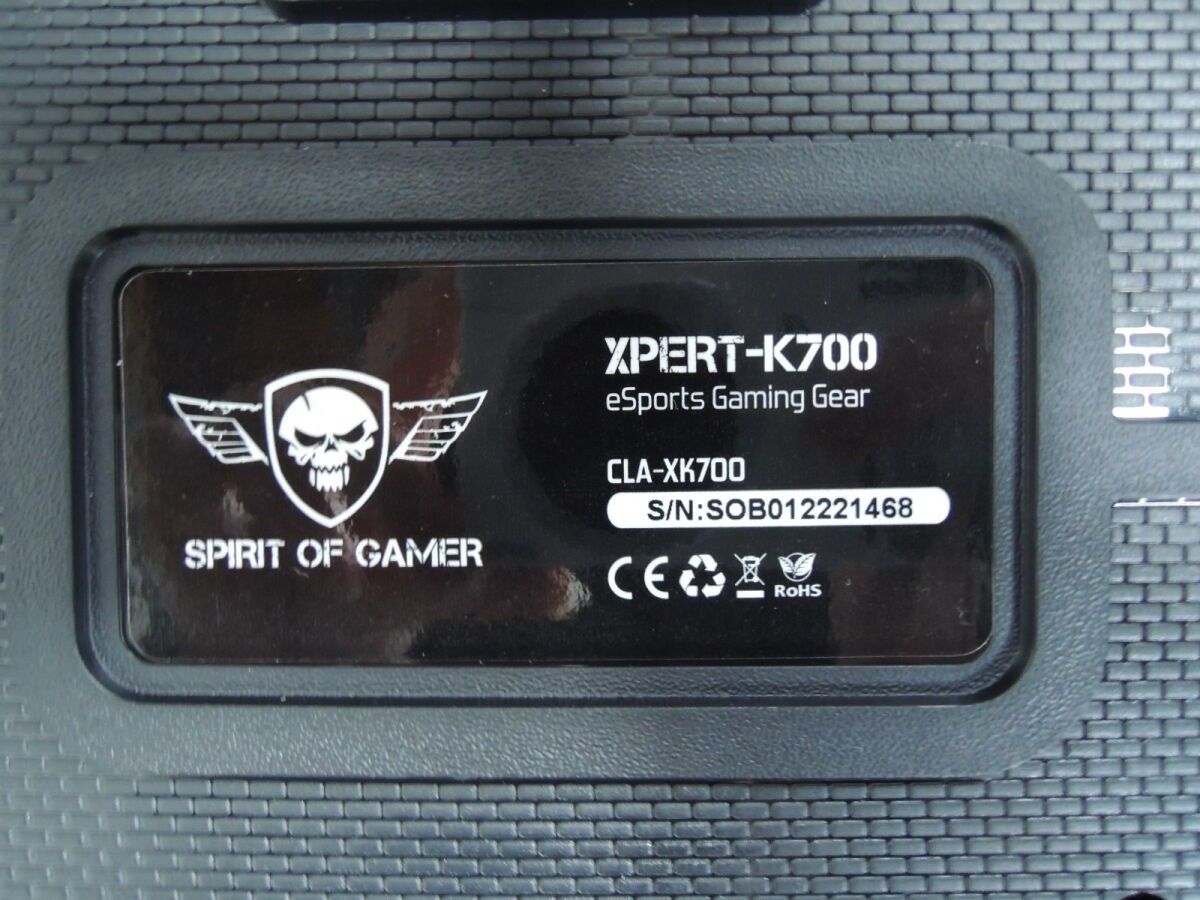 SPIRIT OF GAMER
XPERT-K700
eSports Gaming Gear
CLA-XK700
S/N:SOB012221468
CE
RoHS